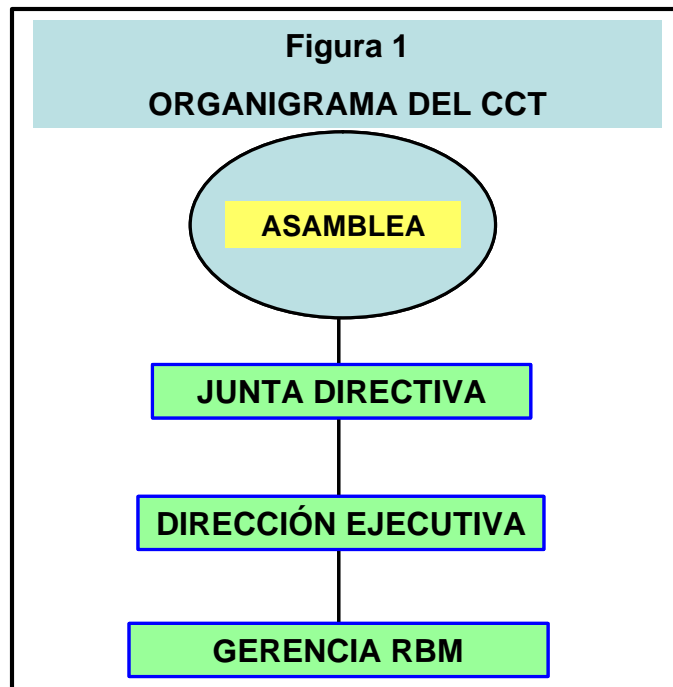 Figura 1
ORGANIGRAMA DEL CCT
ASAMBLEA
JUNTA DIRECTIVA
DIRECCIÓN EJECUTIVA
GERENCIA RBM